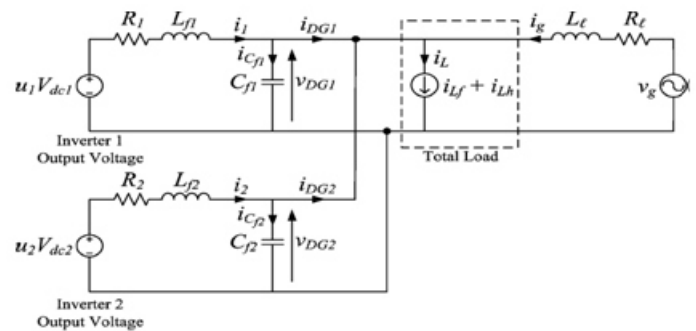 R1 Lf1 i1 iDG1 ig Lℓ Rℓ
iCf1 iL
u1Vdc1 Cf1 vDG1 iLf + iLh vg
Inverter 1
Output Voltage
Total Load
R2 Lf2 i2 iDG2
iCf2
u2Vdc2 Cf2 vDG2
Inverter 2
Output Voltage